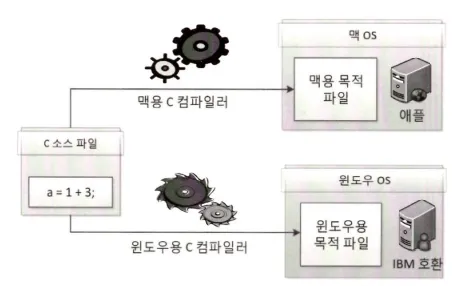 맥 OS
맥용 목적
파일
애플
맥용 C 컴파일러
C 소스 파일
a = 1 + 3;
윈도우 OS
윈도우용
목적 파일
IBM 호환
윈도우용 C 컴파일러